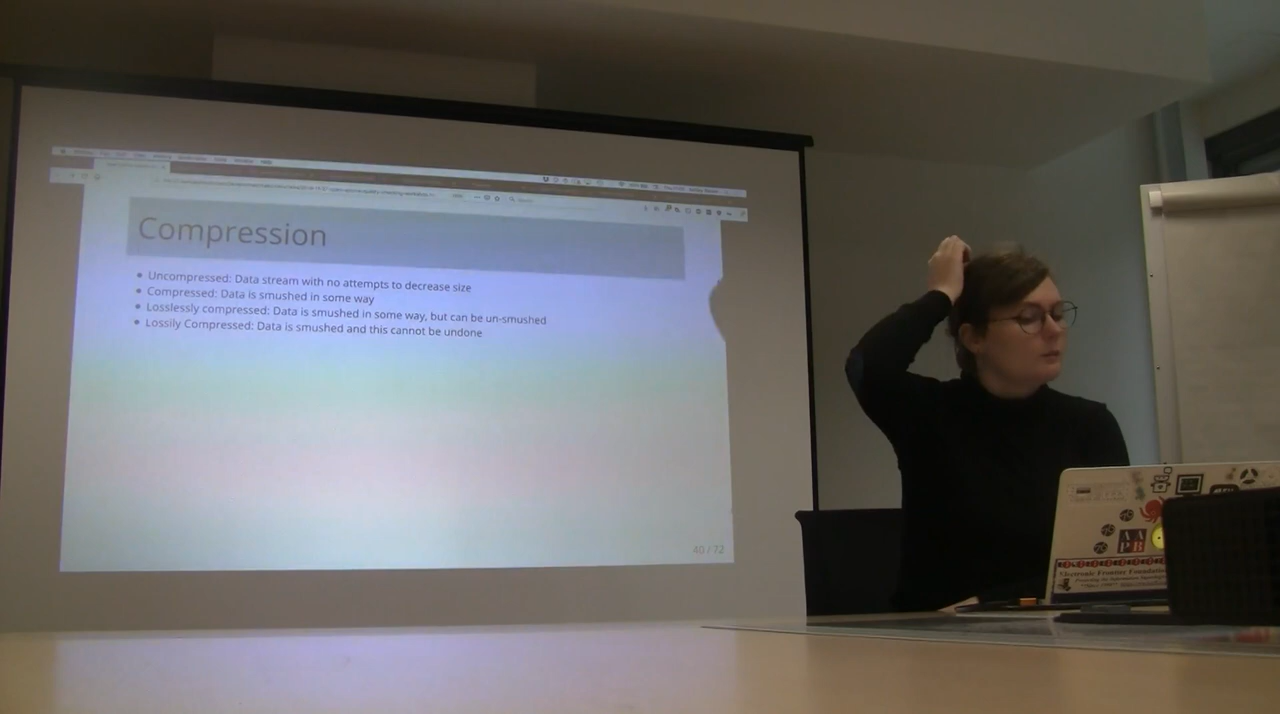 Compression
Uncompressed: Data stream with no attempts to decrease size
Compressed: Data is smushed in some way
Losslessly compressed: Data is smushed in some way, but can be un-smushed
Lossily Compressed: Data is smushed and this cannot be undone
40 / 72
AA
PB
Electronic Frontier Foundation